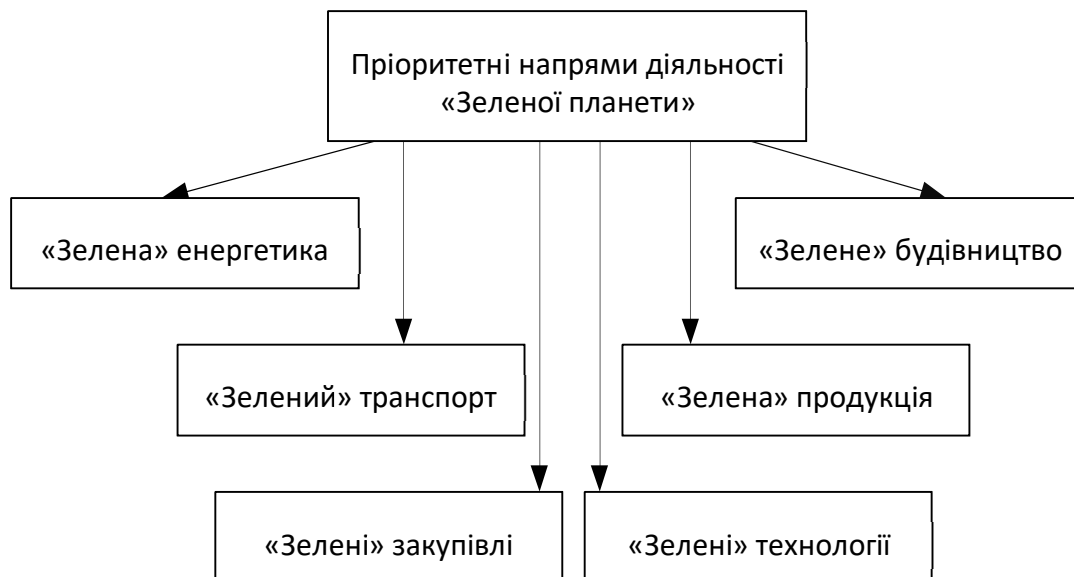 Пріоритетні напрями діяльності
«Зеленої планети»
«Зелена» енергетика
«Зелене» будівництво
«Зелений» транспорт
«Зелена» продукція
«Зелені» закупівлі
«Зелені» технології